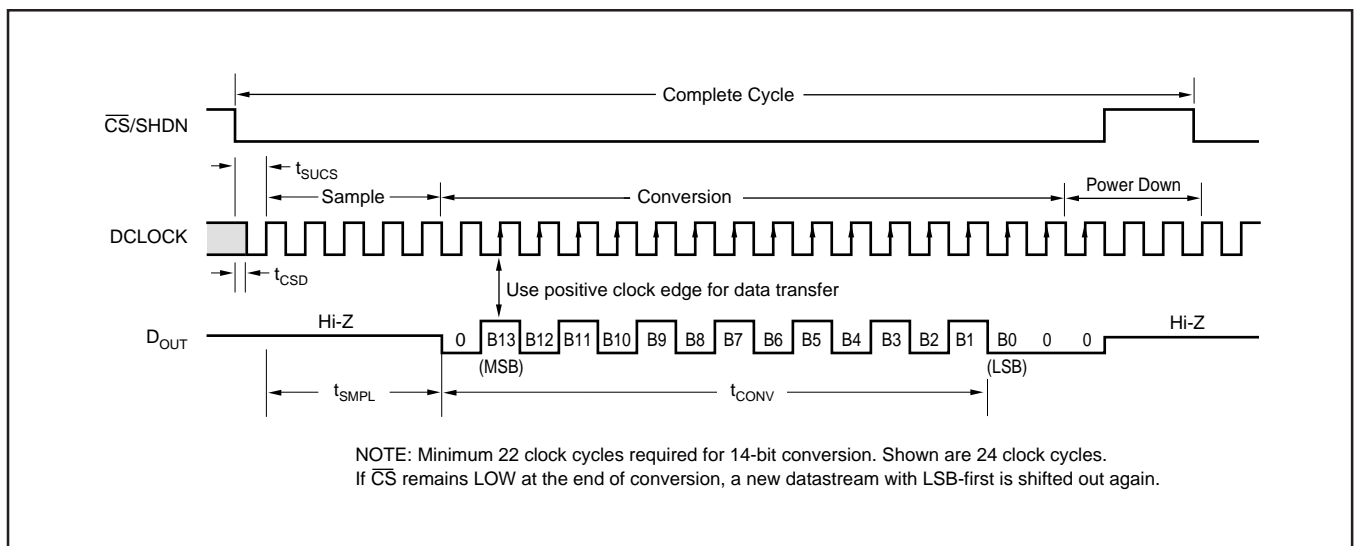 Complete Cycle
C̅S̅/SHDN
tSUCS
Sample
Conversion
Power Down
DCLOCK
tCSD
Use positive clock edge for data transfer
Hi-Z
Hi-Z
DOUT
0 B13 B12 B11 B10 B9 B8 B7 B6 B5 B4 B3 B2 B1 B0 0 0
(MSB) (LSB)
tSMPL
tCONV
NOTE: Minimum 22 clock cycles required for 14-bit conversion. Shown are 24 clock cycles.
If C̅S̅ remains LOW at the end of conversion, a new datastream with LSB-first is shifted out again.